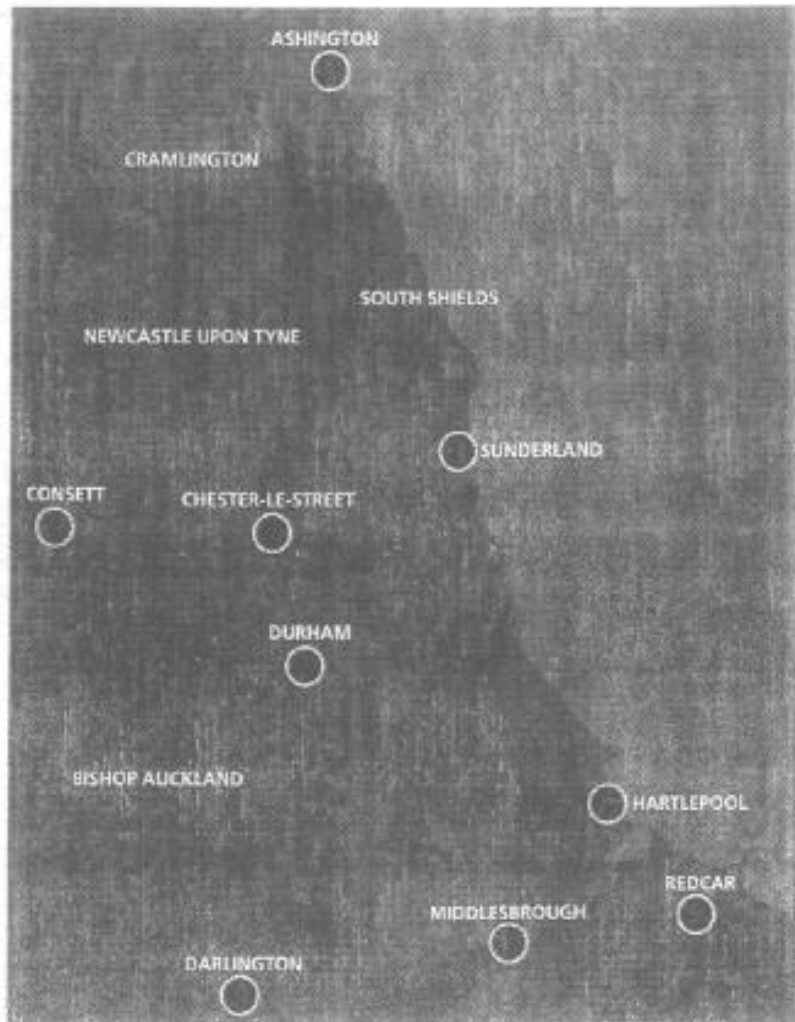 ASHINGTON
CRAMLINGTON
SOUTH SHIELDS
NEWCASTLE UPON TYNE
SUNDERLAND
CONSETT
CHESTER-LE-STREET
DURHAM
BISHOP AUCKLAND
HARTLEPOOL
REDCAR
MIDDLESBROUGH
DARLINGTON